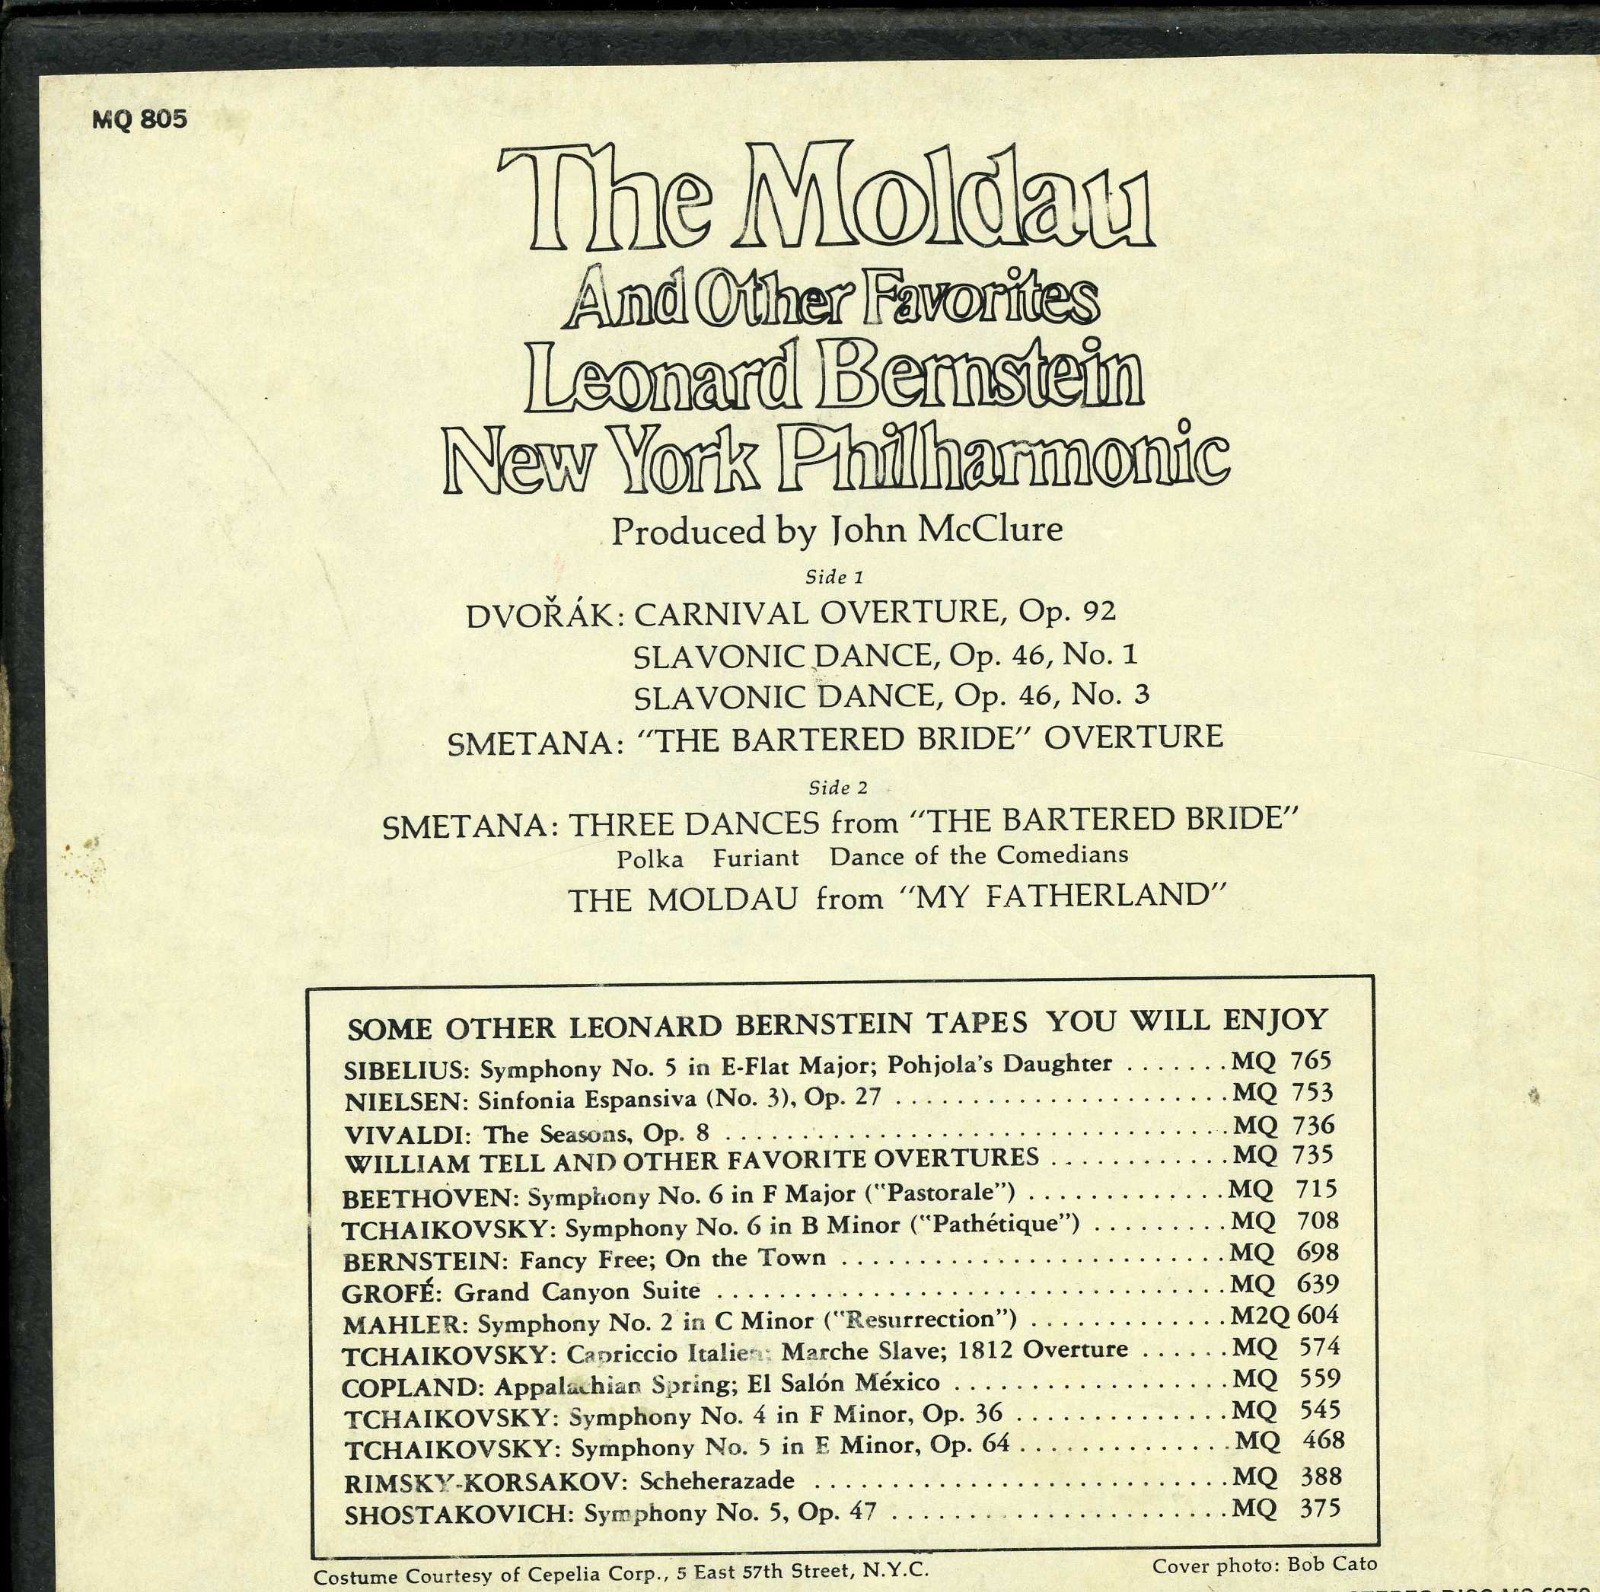 MQ 805
The Moldau
And Other Favorites
Leonard Bernstein
New York Philharmonic
Produced by John McClure
Side 1
DVOŘÁK: CARNIVAL OVERTURE, Op. 92
SLAVONIC DANCE, Op. 46, No. 1
SLAVONIC DANCE, Op. 46, No. 3
SMETANA: "THE BARTERED BRIDE" OVERTURE
Side 2
SMETANA: THREE DANCES from "THE BARTERED BRIDE"
Polka Furiant Dance of the Comedians
THE MOLDAU from "MY FATHERLAND"
SOME OTHER LEONARD BERNSTEIN TAPES YOU WILL ENJOY
SIBELIUS: Symphony No. 5 in E-Flat Major; Pohjola's Daughter . . . . . . . MQ 765
NIELSEN: Sinfonia Espansiva (No. 3), Op. 27 . . . . . . . . . . . . . . . . . . . . . . MQ 753
VIVALDI: The Seasons, Op. 8 . . . . . . . . . . . . . . . . . . . . . . . . . . . . . . . . . MQ 736
WILLIAM TELL AND OTHER FAVORITE OVERTURES . . . . . . . . . . . . MQ 735
BEETHOVEN: Symphony No. 6 in F Major ("Pastorale") . . . . . . . . . . . . . MQ 715
TCHAIKOVSKY: Symphony No. 6 in B Minor ("Pathétique") . . . . . . . . . MQ 708
BERNSTEIN: Fancy Free; On the Town . . . . . . . . . . . . . . . . . . . . . . . . . MQ 698
GROFÉ: Grand Canyon Suite . . . . . . . . . . . . . . . . . . . . . . . . . . . . . . . . . MQ 639
MAHLER: Symphony No. 2 in C Minor ("Resurrection") . . . . . . . . . . . . . M2Q 604
TCHAIKOVSKY: Capriccio Italien; Marche Slave; 1812 Overture . . . . . . MQ 574
COPLAND: Appalachian Spring; El Salón México . . . . . . . . . . . . . . . . . . MQ 559
TCHAIKOVSKY: Symphony No. 4 in F Minor, Op. 36 . . . . . . . . . . . . . . MQ 545
TCHAIKOVSKY: Symphony No. 5 in E Minor, Op. 64 . . . . . . . . . . . . . . MQ 468
RIMSKY-KORSAKOV: Scheherazade . . . . . . . . . . . . . . . . . . . . . . . . . . . MQ 388
SHOSTAKOVICH: Symphony No. 5, Op. 47 . . . . . . . . . . . . . . . . . . . . . . MQ 375
Costume Courtesy of Cepelia Corp., 5 East 57th Street, N.Y.C.
Cover photo: Bob Cato